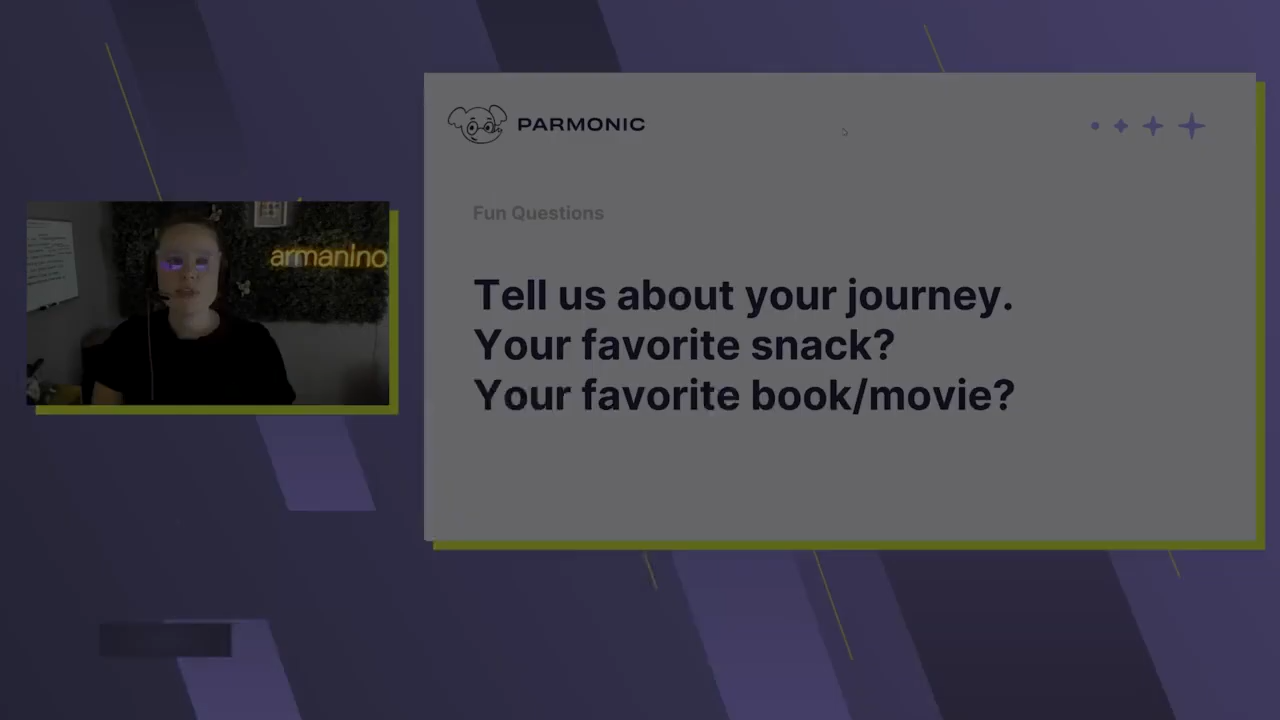 PARMONIC
Fun Questions
armanino
Tell us about your journey.
Your favorite snack?
Your favorite book/movie?